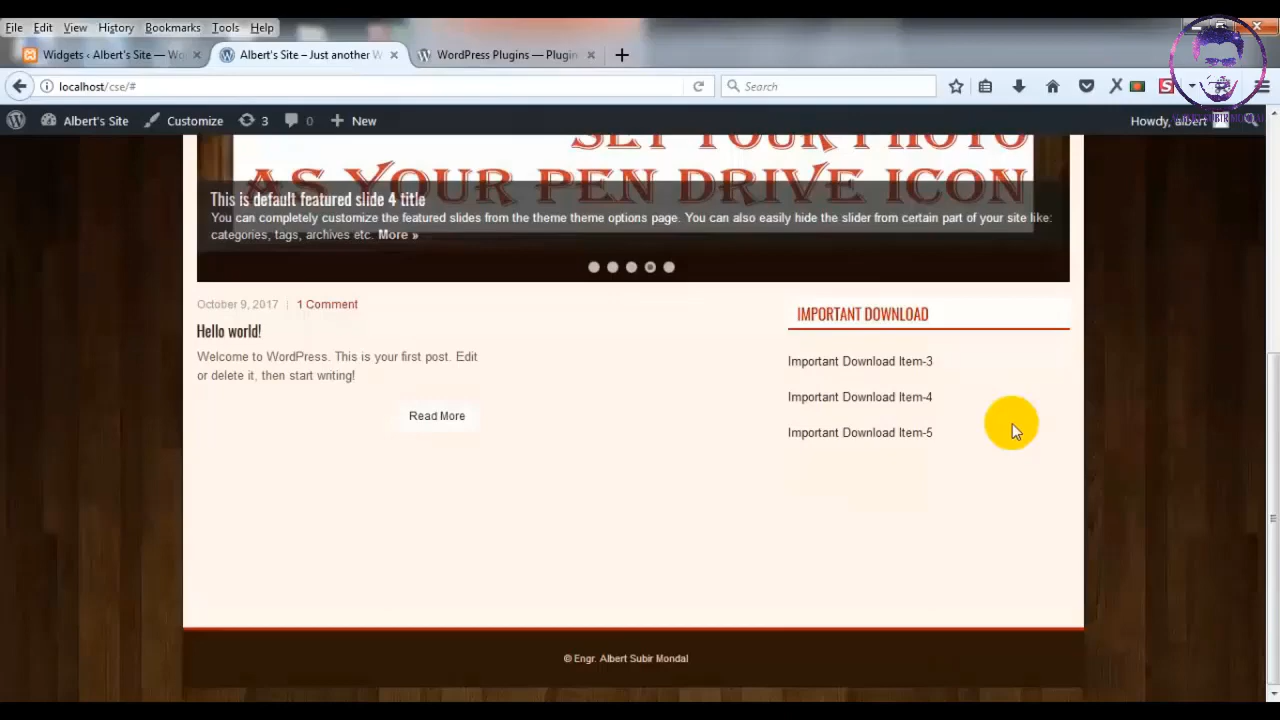 File Edit View History Bookmarks Tools Help
Widgets ‹ Albert's Site — Wo
Albert's Site – Just another W
WordPress Plugins — Plugin
localhost/cse/#
Search
Albert's Site
Customize
3
0
New
Howdy, albert
SET YOUR PHOTO
AS YOUR PEN DRIVE ICON
This is default featured slide 4 title
You can completely customize the featured slides from the theme theme options page. You can also easily hide the slider from certain part of your site like:
categories, tags, archives etc. More »
October 9, 2017 | 1 Comment
Hello world!
Welcome to WordPress. This is your first post. Edit
or delete it, then start writing!
Read More
IMPORTANT DOWNLOAD
Important Download Item-3
Important Download Item-4
Important Download Item-5
© Engr. Albert Subir Mondal